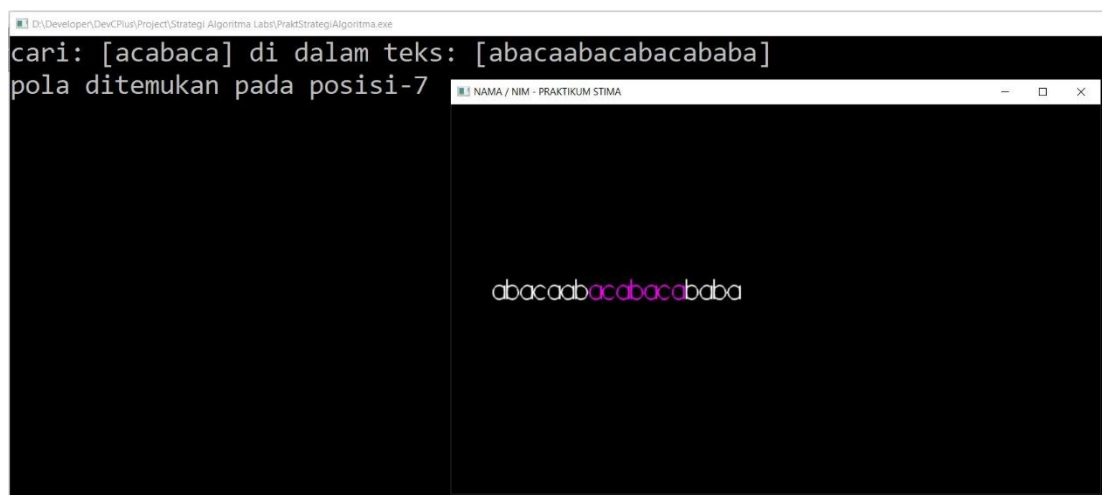 D:\Developer\DevCPlus\Project\Strategi Algoritma Labs\PraktStrategiAlgoritma.exe
cari: [acabaca] di dalam teks: [abacaabacabacababa]
pola ditemukan pada posisi-7
NAMA / NIM - PRAKTIKUM STIMA
abacaabacabacababa